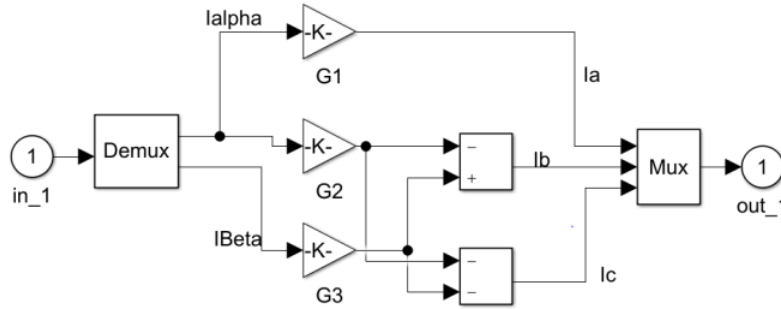 Ialpha
-K-
G1
Ia
1
in_1
Demux
-K-
G2
−
+
Ib
Mux
1
out_1
IBeta
-K-
G3
−
−
Ic